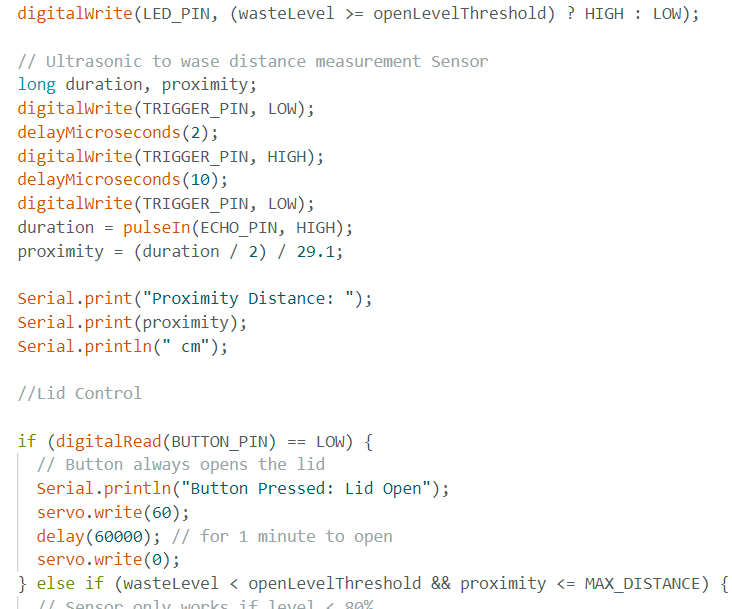 digitalWrite(LED_PIN, (wasteLevel >= openLevelThreshold) ? HIGH : LOW);
// Ultrasonic to wase distance measurement Sensor
long duration, proximity;
digitalWrite(TRIGGER_PIN, LOW);
delayMicroseconds(2);
digitalWrite(TRIGGER_PIN, HIGH);
delayMicroseconds(10);
digitalWrite(TRIGGER_PIN, LOW);
duration = pulseIn(ECHO_PIN, HIGH);
proximity = (duration / 2) / 29.1;
Serial.print("Proximity Distance: ");
Serial.print(proximity);
Serial.println(" cm");
//Lid Control
if (digitalRead(BUTTON_PIN) == LOW) {
// Button always opens the lid
Serial.println("Button Pressed: Lid Open");
servo.write(60);
delay(60000); // for 1 minute to open
servo.write(0);
} else if (wasteLevel < openLevelThreshold && proximity <= MAX_DISTANCE) {
// Sensor only works if level < 80%